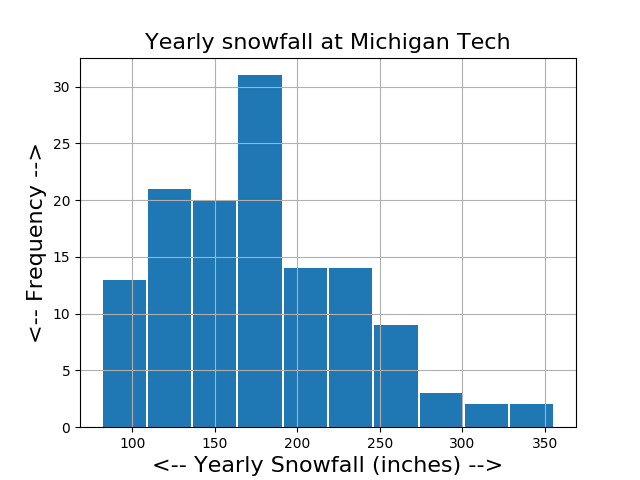 Yearly snowfall at Michigan Tech
30
25
20
15
10
5
0
<-- Frequency -->
100 150 200 250 300 350
<-- Yearly Snowfall (inches) -->